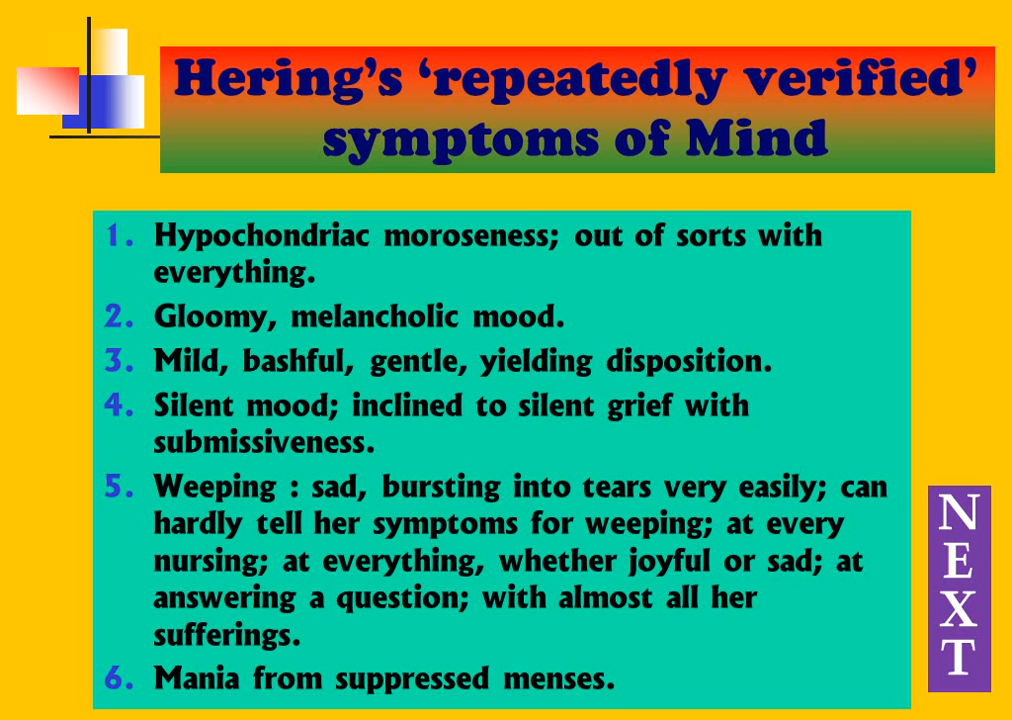 Hering’s ‘repeatedly verified’
symptoms of Mind
1. Hypochondriac moroseness; out of sorts with
everything.
2. Gloomy, melancholic mood.
3. Mild, bashful, gentle, yielding disposition.
4. Silent mood; inclined to silent grief with
submissiveness.
5. Weeping : sad, bursting into tears very easily; can
hardly tell her symptoms for weeping; at every
nursing; at everything, whether joyful or sad; at
answering a question; with almost all her
sufferings.
6. Mania from suppressed menses.
N
E
X
T